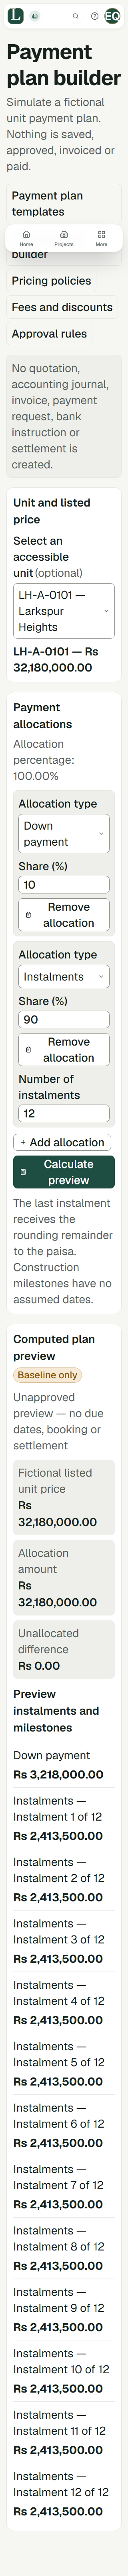 L
EQ
Payment
plan builder
Simulate a fictional
unit payment plan.
Nothing is saved,
approved, invoiced or
paid.
Payment plan
templates
Home
Projects
More
builder
Pricing policies
Fees and discounts
Approval rules
No quotation,
accounting journal,
invoice, payment
request, bank
instruction or
settlement is
created.
Unit and listed
price
Select an
accessible
unit (optional)
LH-A-0101 —
Larkspur
Heights
LH-A-0101 — Rs
32,180,000.00
Payment
allocations
Allocation
percentage:
100.00%
Allocation type
Down
payment
Share (%)
10
Remove
allocation
Allocation type
Instalments
Share (%)
90
Remove
allocation
Number of
instalments
12
+ Add allocation
Calculate
preview
The last instalment
receives the
rounding remainder
to the paisa.
Construction
milestones have no
assumed dates.
Computed plan
preview
Baseline only
Unapproved
preview — no due
dates, booking or
settlement
Fictional listed
unit price
Rs
32,180,000.00
Allocation
amount
Rs
32,180,000.00
Unallocated
difference
Rs 0.00
Preview
instalments and
milestones
Down payment
Rs 3,218,000.00
Instalments —
Instalment 1 of 12
Rs 2,413,500.00
Instalments —
Instalment 2 of 12
Rs 2,413,500.00
Instalments —
Instalment 3 of 12
Rs 2,413,500.00
Instalments —
Instalment 4 of 12
Rs 2,413,500.00
Instalments —
Instalment 5 of 12
Rs 2,413,500.00
Instalments —
Instalment 6 of 12
Rs 2,413,500.00
Instalments —
Instalment 7 of 12
Rs 2,413,500.00
Instalments —
Instalment 8 of 12
Rs 2,413,500.00
Instalments —
Instalment 9 of 12
Rs 2,413,500.00
Instalments —
Instalment 10 of 12
Rs 2,413,500.00
Instalments —
Instalment 11 of 12
Rs 2,413,500.00
Instalments —
Instalment 12 of 12
Rs 2,413,500.00